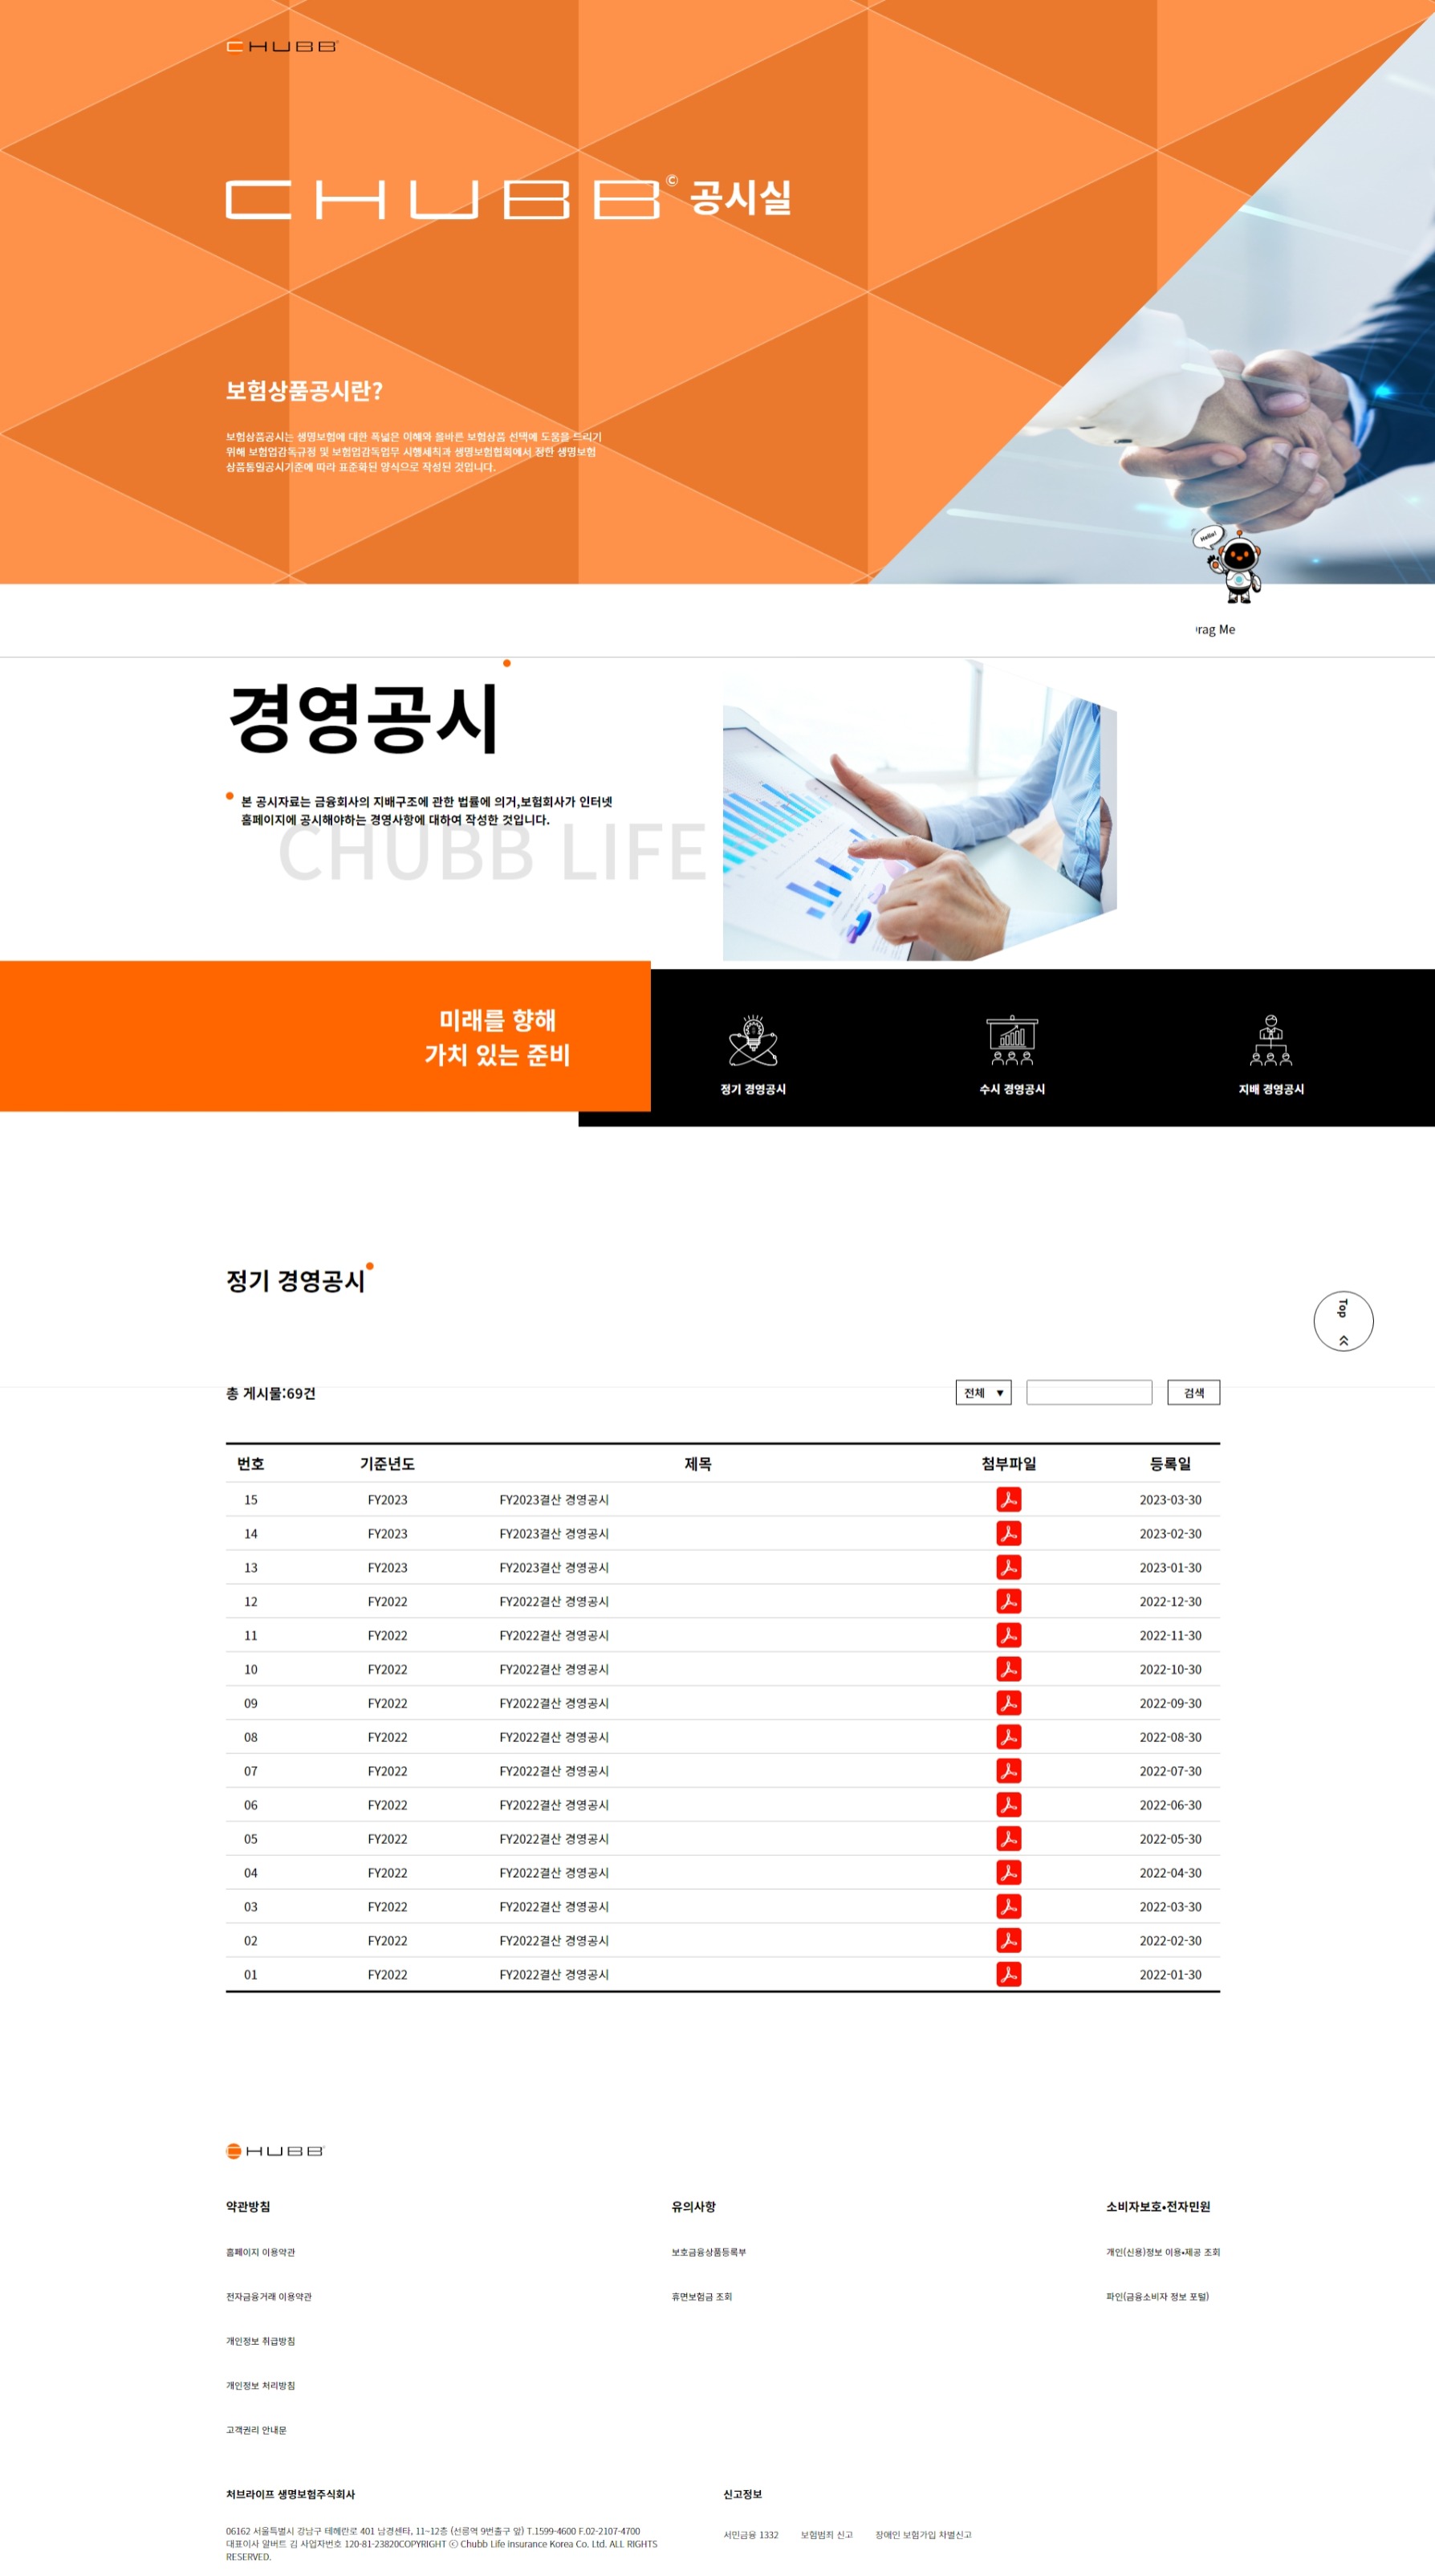 CHUBB
CHUBB© 공시실
보험상품공시란?
보험상품공시는 생명보험에 대한 폭넓은 이해와 올바른 보험상품 선택에 도움을 드리기
위해 보험업감독규정 및 보험업감독업무 시행세칙과 생명보험협회에서 정한 생명보험
상품통일공시기준에 따라 표준화된 양식으로 작성된 것입니다.
Hello!
rag Me
경영공시
본 공시자료는 금융회사의 지배구조에 관한 법률에 의거,보험회사가 인터넷
홈페이지에 공시해야하는 경영사항에 대하여 작성한 것입니다.
CHUBB LIFE
미래를 향해
가치 있는 준비
정기 경영공시 수시 경영공시 지배 경영공시
정기 경영공시
Top
총 게시물:69건 전체 ▼ 검색
번호 기준년도 제목 첨부파일 등록일
15 FY2023 FY2023결산 경영공시 2023-03-30
14 FY2023 FY2023결산 경영공시 2023-02-30
13 FY2023 FY2023결산 경영공시 2023-01-30
12 FY2022 FY2022결산 경영공시 2022-12-30
11 FY2022 FY2022결산 경영공시 2022-11-30
10 FY2022 FY2022결산 경영공시 2022-10-30
09 FY2022 FY2022결산 경영공시 2022-09-30
08 FY2022 FY2022결산 경영공시 2022-08-30
07 FY2022 FY2022결산 경영공시 2022-07-30
06 FY2022 FY2022결산 경영공시 2022-06-30
05 FY2022 FY2022결산 경영공시 2022-05-30
04 FY2022 FY2022결산 경영공시 2022-04-30
03 FY2022 FY2022결산 경영공시 2022-03-30
02 FY2022 FY2022결산 경영공시 2022-02-30
01 FY2022 FY2022결산 경영공시 2022-01-30
HUBB
약관방침 유의사항 소비자보호•전자민원
홈페이지 이용약관 보호금융상품등록부 개인(신용)정보 이용•제공 조회
전자금융거래 이용약관 휴면보험금 조회 파인(금융소비자 정보 포털)
개인정보 취급방침
개인정보 처리방침
고객권리 안내문
처브라이프 생명보험주식회사 신고정보
06162 서울특별시 강남구 테헤란로 401 남경센타, 11~12층 (선릉역 9번출구 앞) T.1599-4600 F.02-2107-4700
서민금융 1332 보험범죄 신고 장애인 보험가입 차별신고
대표이사 알버트 김 사업자번호 120-81-23820COPYRIGHT ⓒ Chubb Life insurance Korea Co. Ltd. ALL RIGHTS
RESERVED.